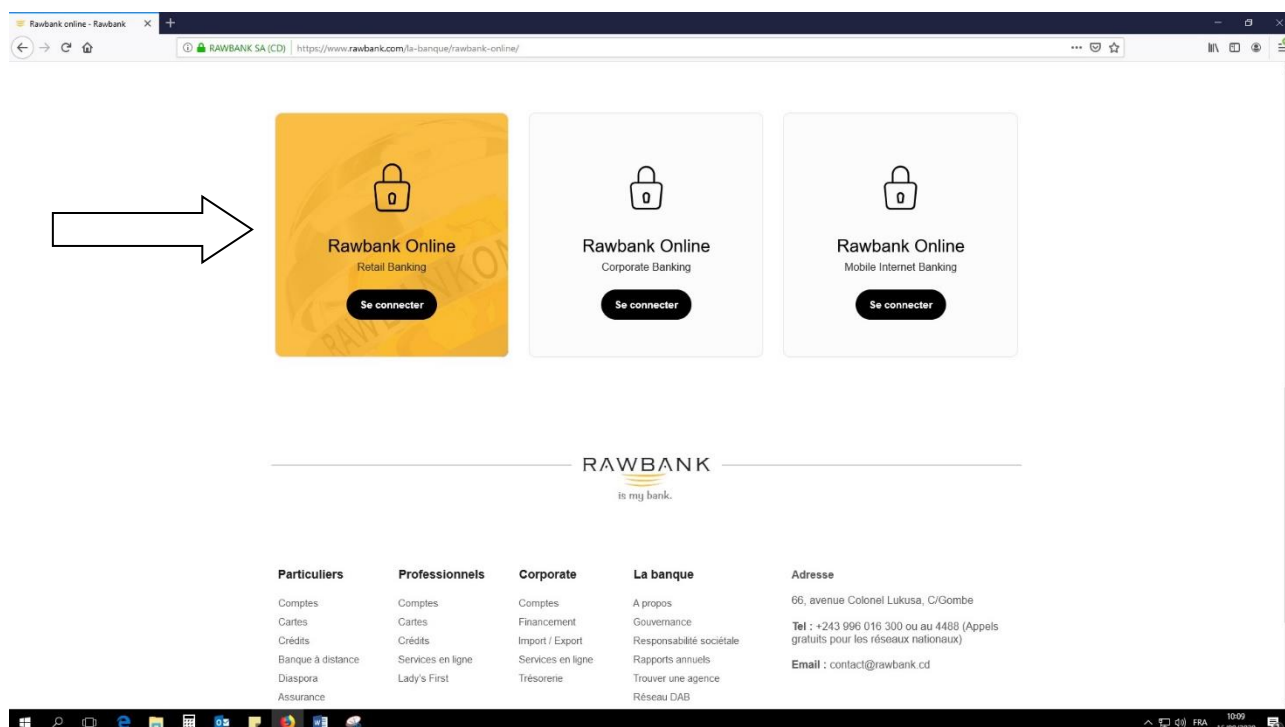 Rawbank online - Rawbank
RAWBANK SA (CD) https://www.rawbank.com/la-banque/rawbank-online/
Rawbank Online
Retail Banking
Se connecter
Rawbank Online
Corporate Banking
Se connecter
Rawbank Online
Mobile Internet Banking
Se connecter
RAWBANK
is my bank.
Particuliers
Comptes
Cartes
Crédits
Banque à distance
Diaspora
Assurance
Professionnels
Comptes
Cartes
Crédits
Services en ligne
Lady's First
Corporate
Comptes
Financement
Import / Export
Services en ligne
Trésorerie
La banque
A propos
Gouvernance
Responsabilité sociétale
Rapports annuels
Trouver une agence
Réseau DAB
Adresse
66, avenue Colonel Lukusa, C/Gombe
Tel : +243 996 016 300 ou au 4488 (Appels
gratuits pour les réseaux nationaux)
Email : contact@rawbank.cd
FRA
10:09